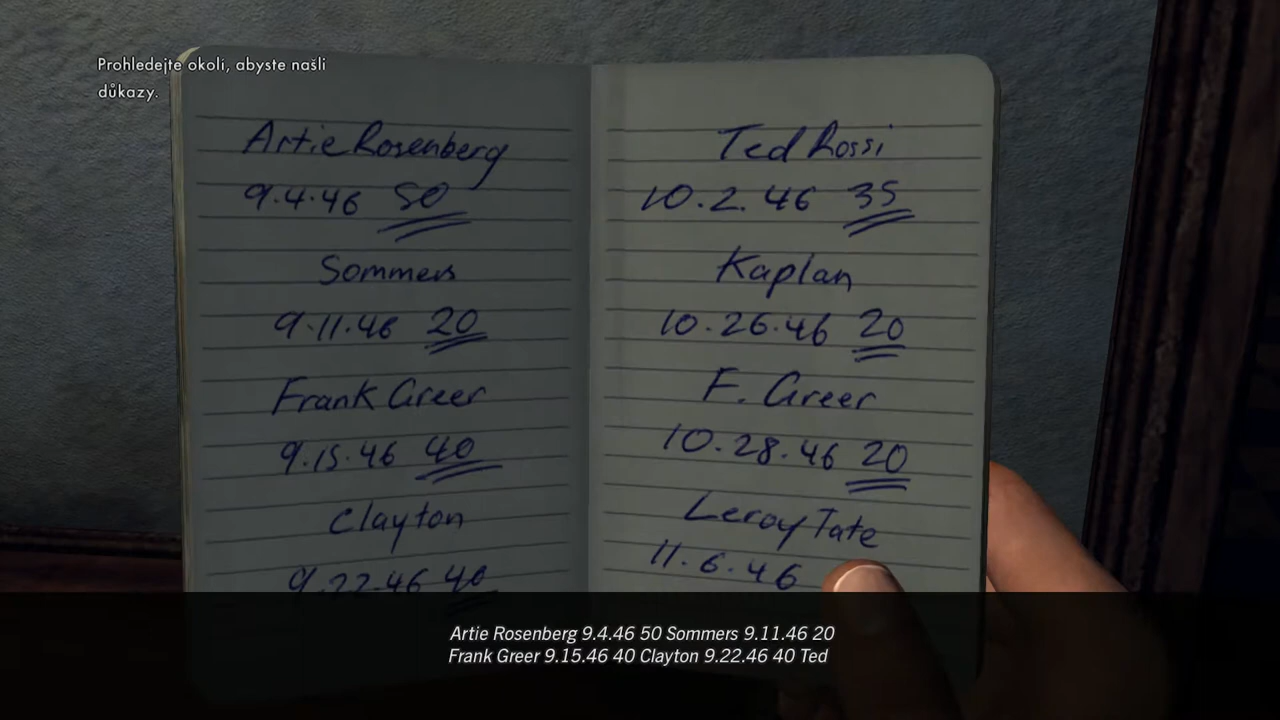 Prohledejte okolí, abyste našli
důkazy.
Artie Rosenberg
9.4.46 50
Sommers
9.11.46 20
Frank Greer
9.15.46 40
Clayton
9.22.46 40
Ted Rossi
10.2.46 35
Kaplan
10.26.46 20
F. Greer
10.28.46 20
Leroy Tate
11.6.46
Artie Rosenberg 9.4.46 50 Sommers 9.11.46 20
Frank Greer 9.15.46 40 Clayton 9.22.46 40 Ted